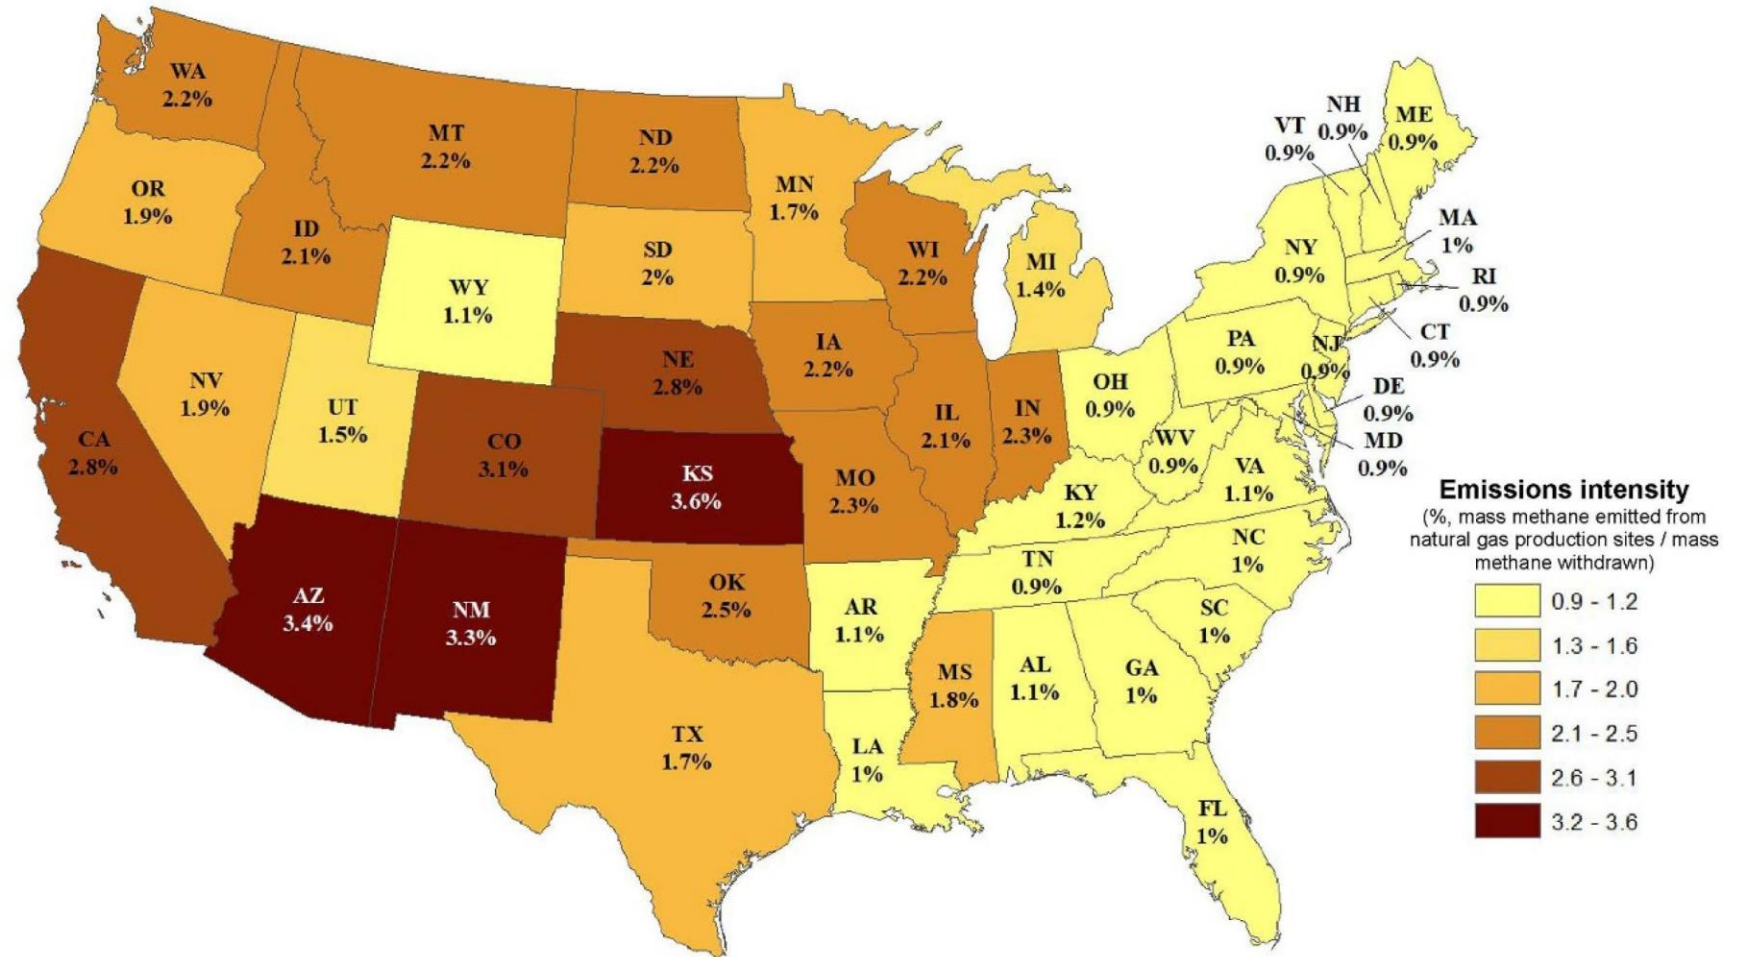 WA
2.2%
MT
2.2%
ND
2.2%
MN
1.7%
OR
1.9%
ID
2.1%
WY
1.1%
SD
2%
WI
2.2%
MI
1.4%
VT
0.9%
NH
0.9%
ME
0.9%
MA
1%
NY
0.9%
RI
0.9%
CT
0.9%
PA
0.9%
NJ
0.9%
DE
0.9%
MD
0.9%
NV
1.9%
UT
1.5%
CA
2.8%
CO
3.1%
NE
2.8%
KS
3.6%
IA
2.2%
MO
2.3%
IL
2.1%
IN
2.3%
OH
0.9%
WV
0.9%
VA
1.1%
KY
1.2%
NC
1%
TN
0.9%
SC
1%
AZ
3.4%
NM
3.3%
OK
2.5%
AR
1.1%
TX
1.7%
LA
1%
MS
1.8%
AL
1.1%
GA
1%
FL
1%
Emissions intensity
(%, mass methane emitted from
natural gas production sites / mass
methane withdrawn)
0.9 - 1.2
1.3 - 1.6
1.7 - 2.0
2.1 - 2.5
2.6 - 3.1
3.2 - 3.6